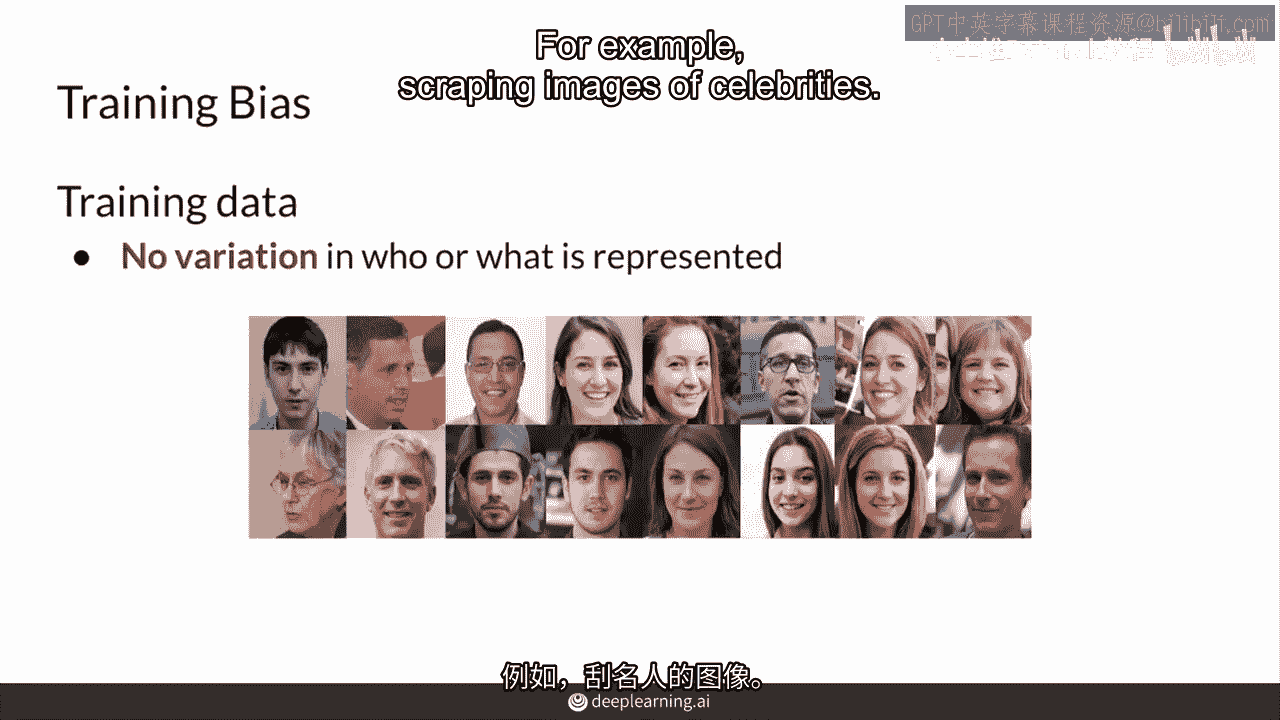 GPT中英字幕课程资源@bilibili.com
For example,
scraping images of celebrities.
Training Bias
Training data
● No variation in who or what is represented
例如，刮名人的图像。
deeplearning.ai